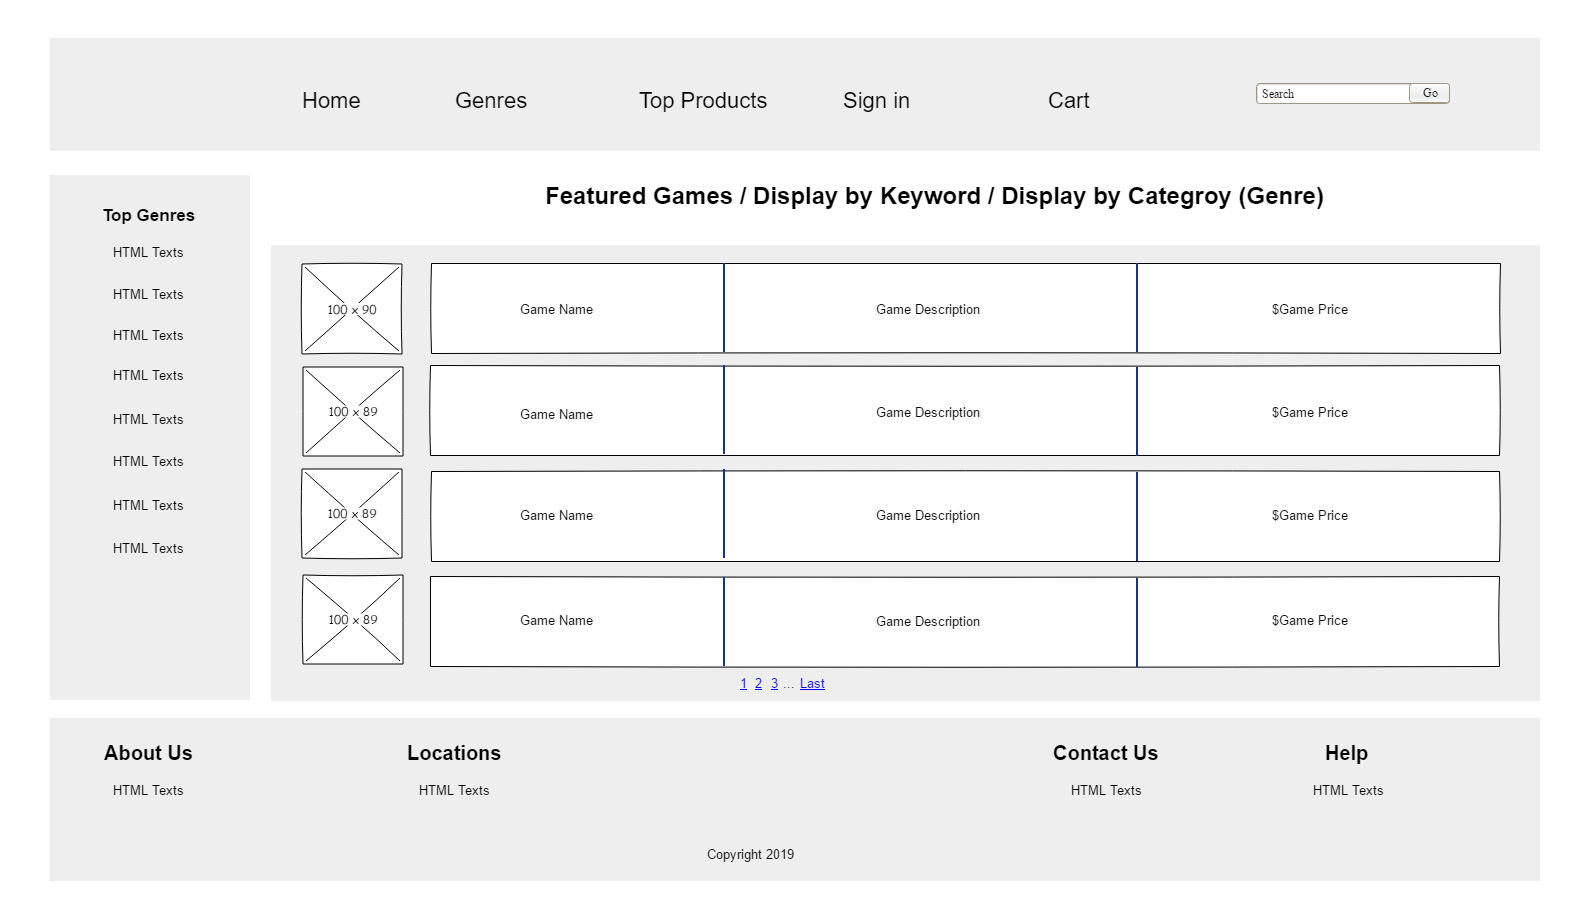 Home Genres Top Products Sign in Cart Search Go
Featured Games / Display by Keyword / Display by Categroy (Genre)
Top Genres
HTML Texts
HTML Texts
HTML Texts
HTML Texts
HTML Texts
HTML Texts
HTML Texts
HTML Texts
100 x 90 Game Name Game Description $Game Price
100 x 89 Game Name Game Description $Game Price
100 x 89 Game Name Game Description $Game Price
100 x 89 Game Name Game Description $Game Price
1 2 3 ... Last
About Us Locations Contact Us Help
HTML Texts HTML Texts HTML Texts HTML Texts
Copyright 2019